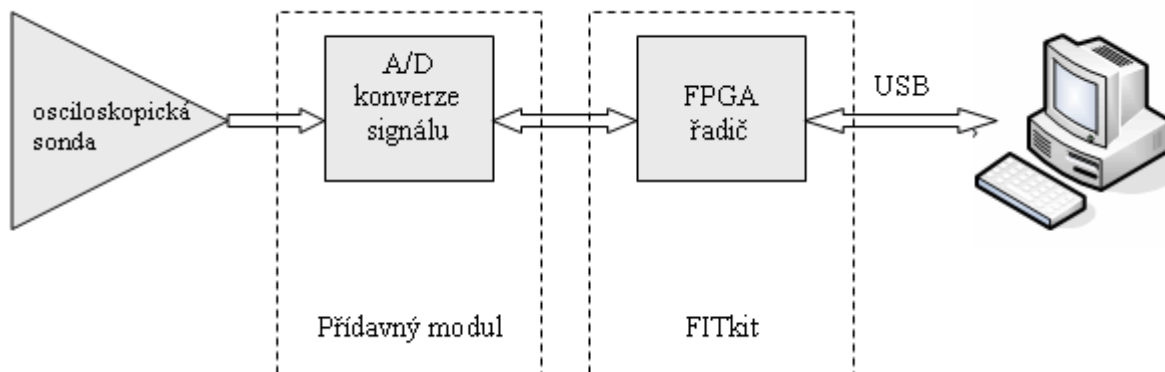 osciloskopická
sonda
A/D
konverze
signálu
FPGA
řadič
USB
Přídavný modul
FITkit